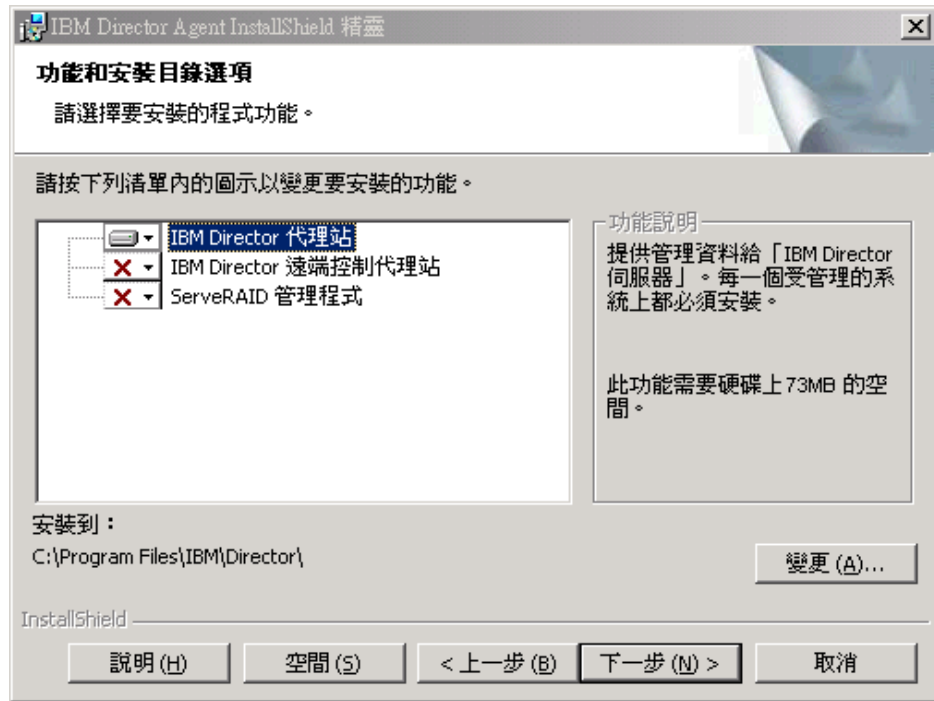 IBM Director Agent InstallShield 精靈
功能和安裝目錄選項
請選擇要安裝的程式功能。
請按下列清單內的圖示以變更要安裝的功能。
IBM Director 代理站
IBM Director 遠端控制代理站
ServeRAID 管理程式
功能說明
提供管理資料給「IBM Director
伺服器」。每一個受管理的系
統上都必須安裝。
此功能需要硬碟上73MB 的空
間。
安裝到：
C:\Program Files\IBM\Director\
變更(A)...
InstallShield
說明(H)
空間(S)
< 上一步(B)
下一步(N) >
取消